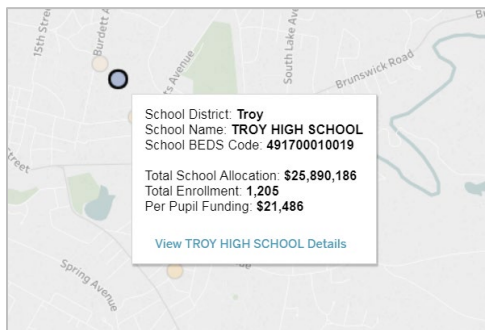 15th Street
Burdett Av
South Lake Ave
Brunswick Road
Avenue
School District: Troy
School Name: TROY HIGH SCHOOL
School BEDS Code: 491700010019
Total School Allocation: $25,890,186
Total Enrollment: 1,205
Per Pupil Funding: $21,486
View TROY HIGH SCHOOL Details
Spring Avenue